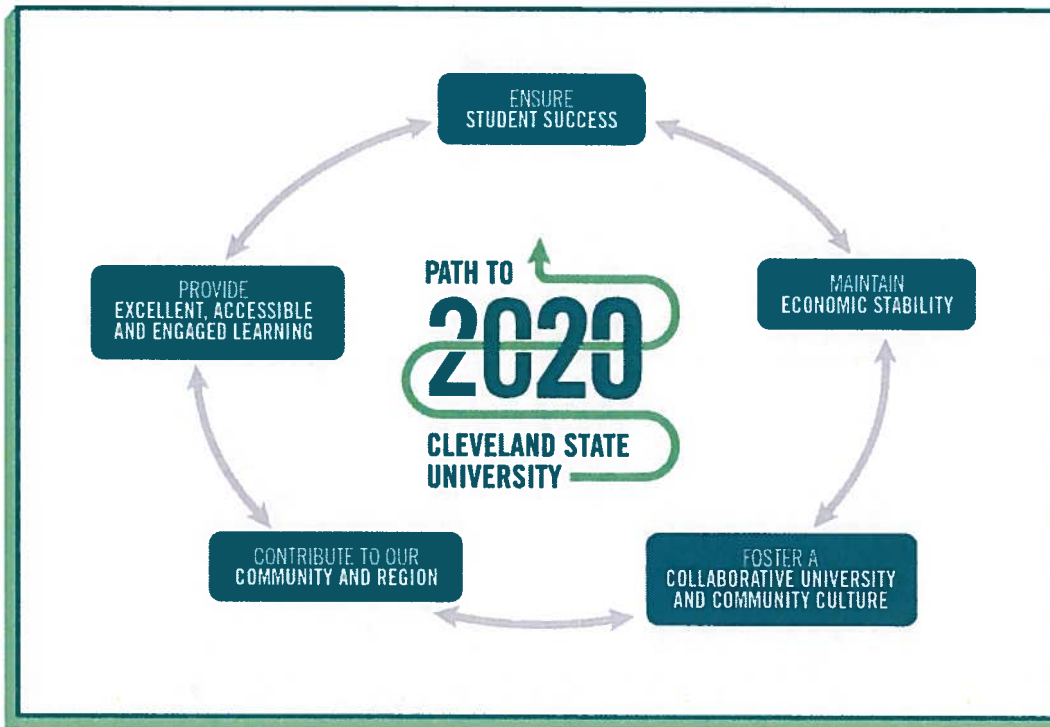 ENSURE
STUDENT SUCCESS
PROVIDE
EXCELLENT, ACCESSIBLE
AND ENGAGED LEARNING
PATH TO
2020
CLEVELAND STATE
UNIVERSITY
MAINTAIN
ECONOMIC STABILITY
CONTRIBUTE TO OUR
COMMUNITY AND REGION
FOSTER A
COLLABORATIVE UNIVERSITY
AND COMMUNITY CULTURE